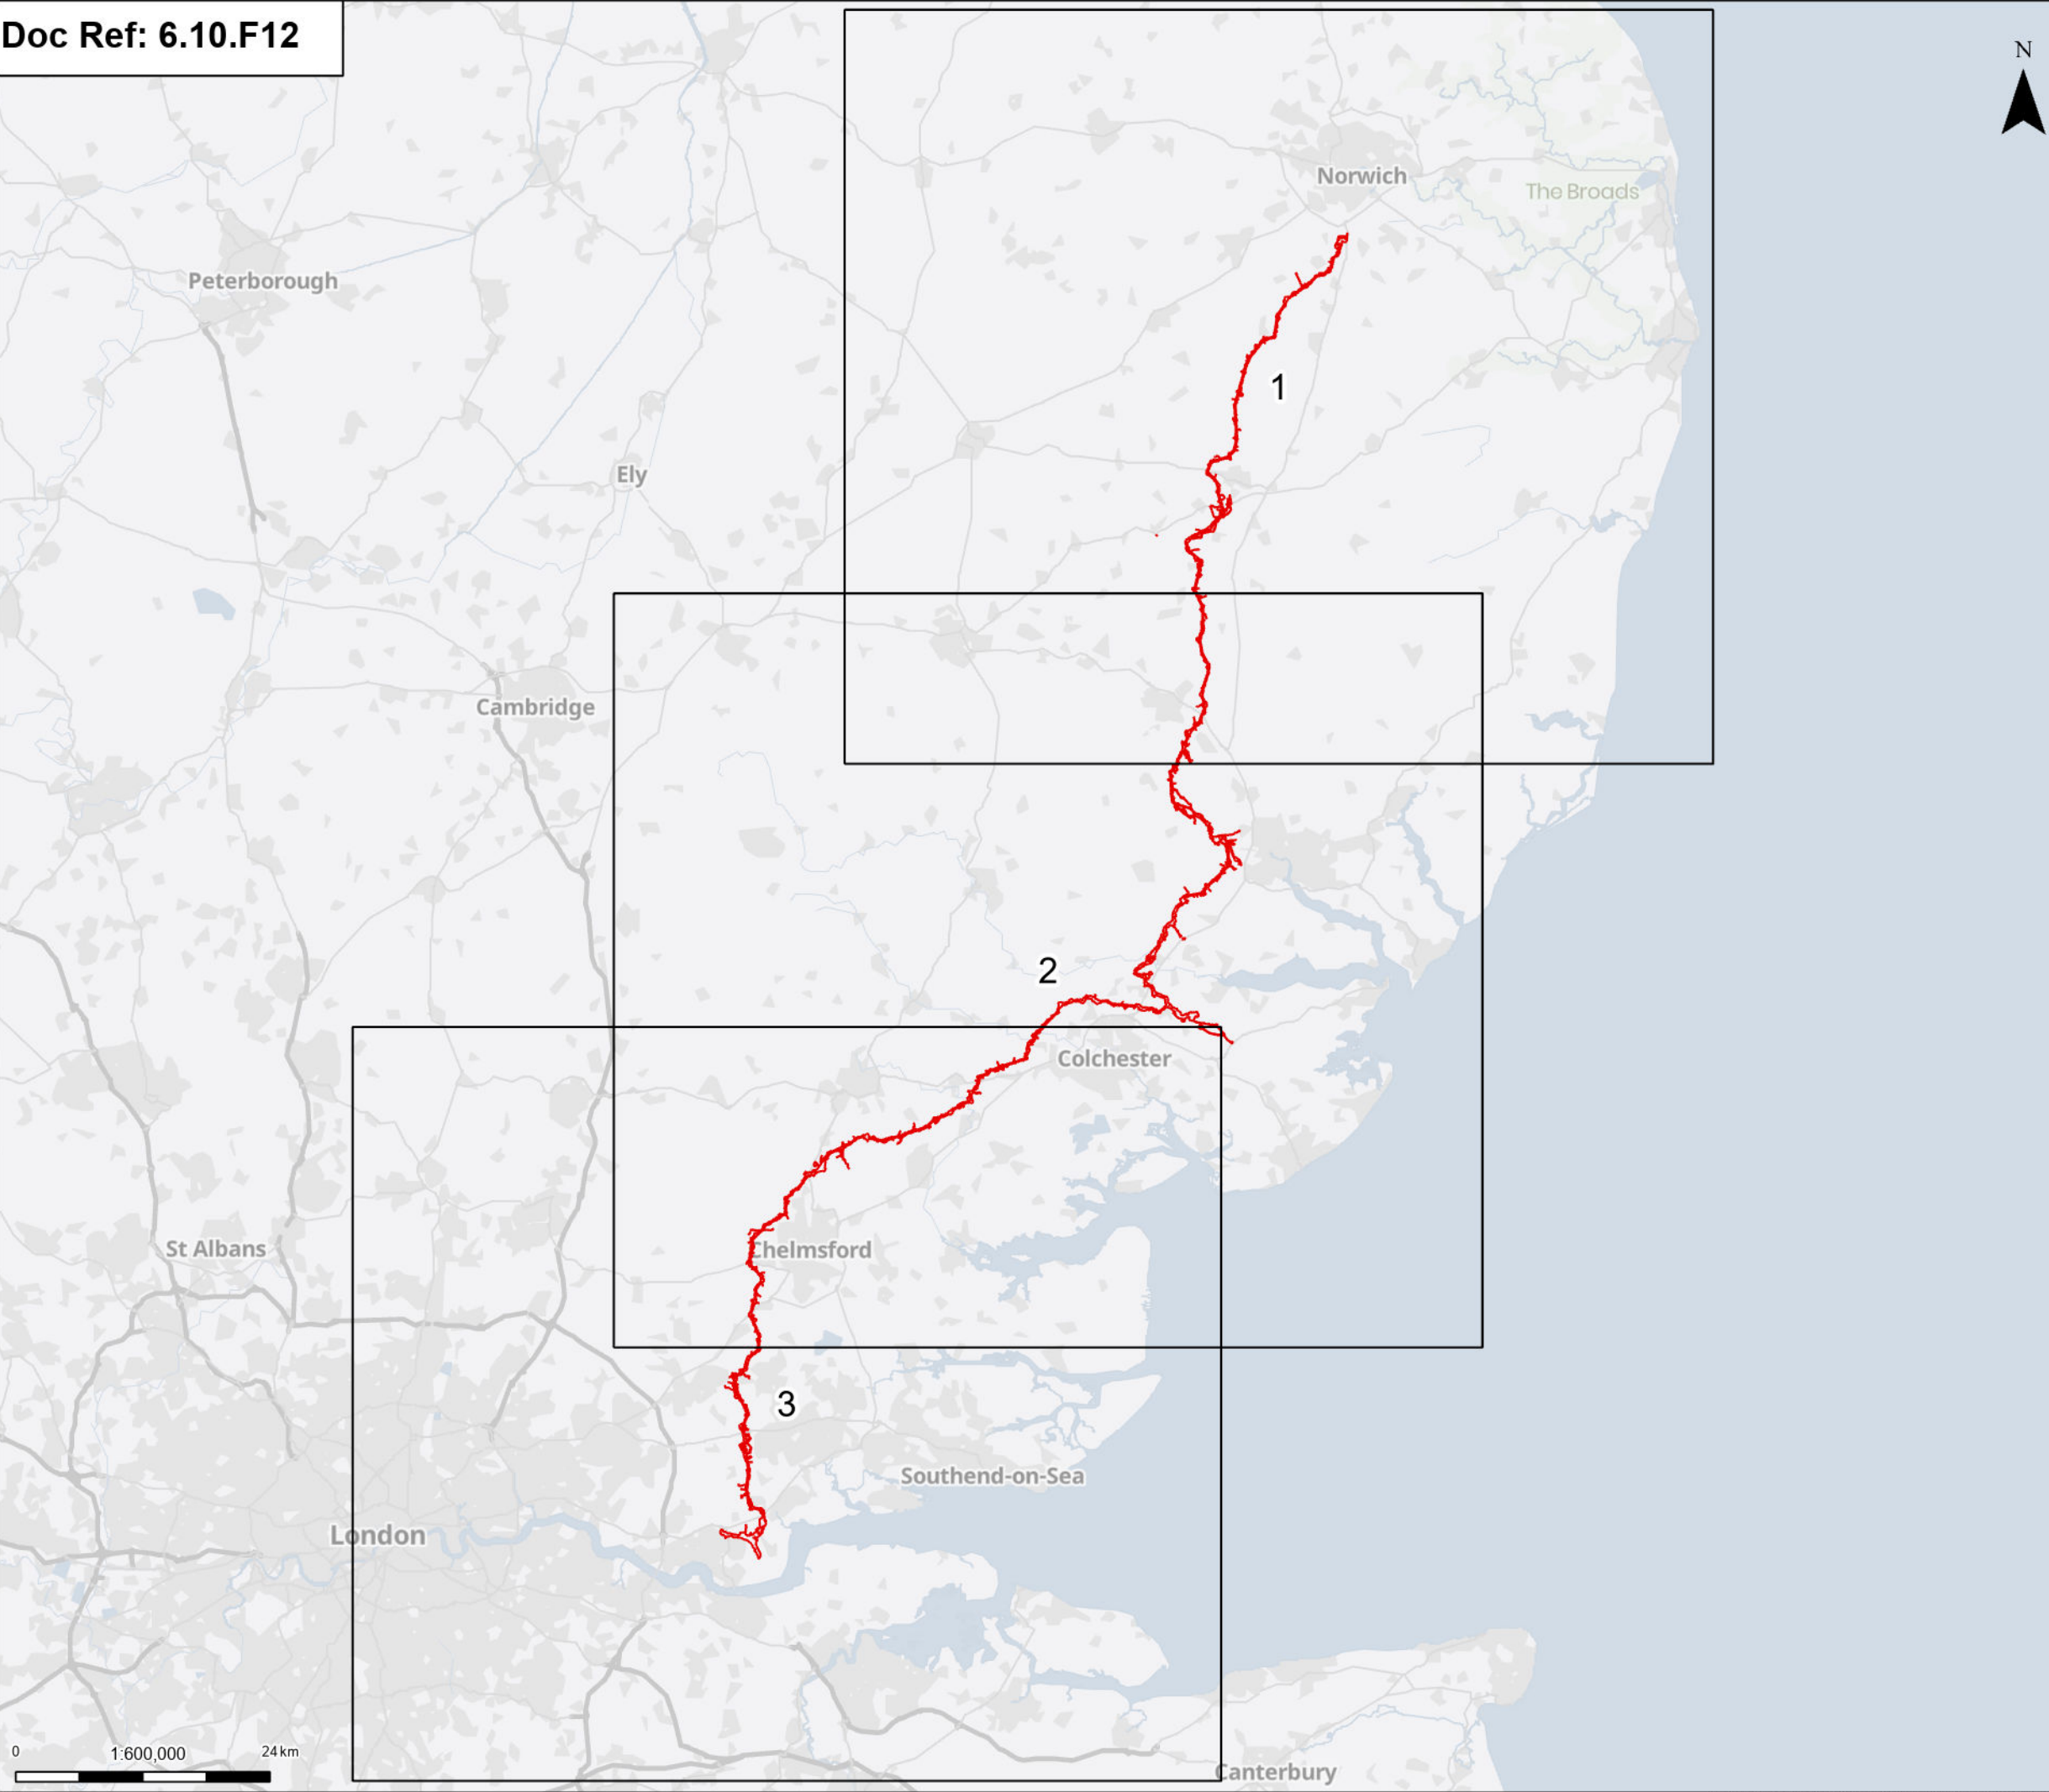 Doc Ref: 6.10.F12
N
Norwich
The Broads
Peterborough
1
Ely
Cambridge
2
Colchester
St Albans
Chelmsford
3
Southend-on-Sea
London
0 1:600,000 24 km
Canterbury